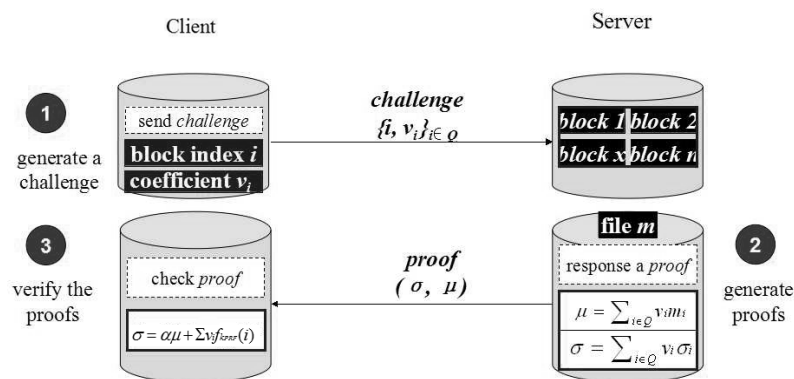 Client
Server
1
generate a
challenge
send challenge
block index i
coefficient vᵢ
challenge
{i, vᵢ}ᵢ∈Q
block 1 block 2
block x block n
3
verify the
proofs
check proof
σ = αμ + Σvᵢfₖₚᵣf(i)
proof
( σ, μ )
file m
response a proof
μ = ∑ᵢ∈Q vᵢmᵢ
σ = ∑ᵢ∈Q vᵢσᵢ
2
generate
proofs